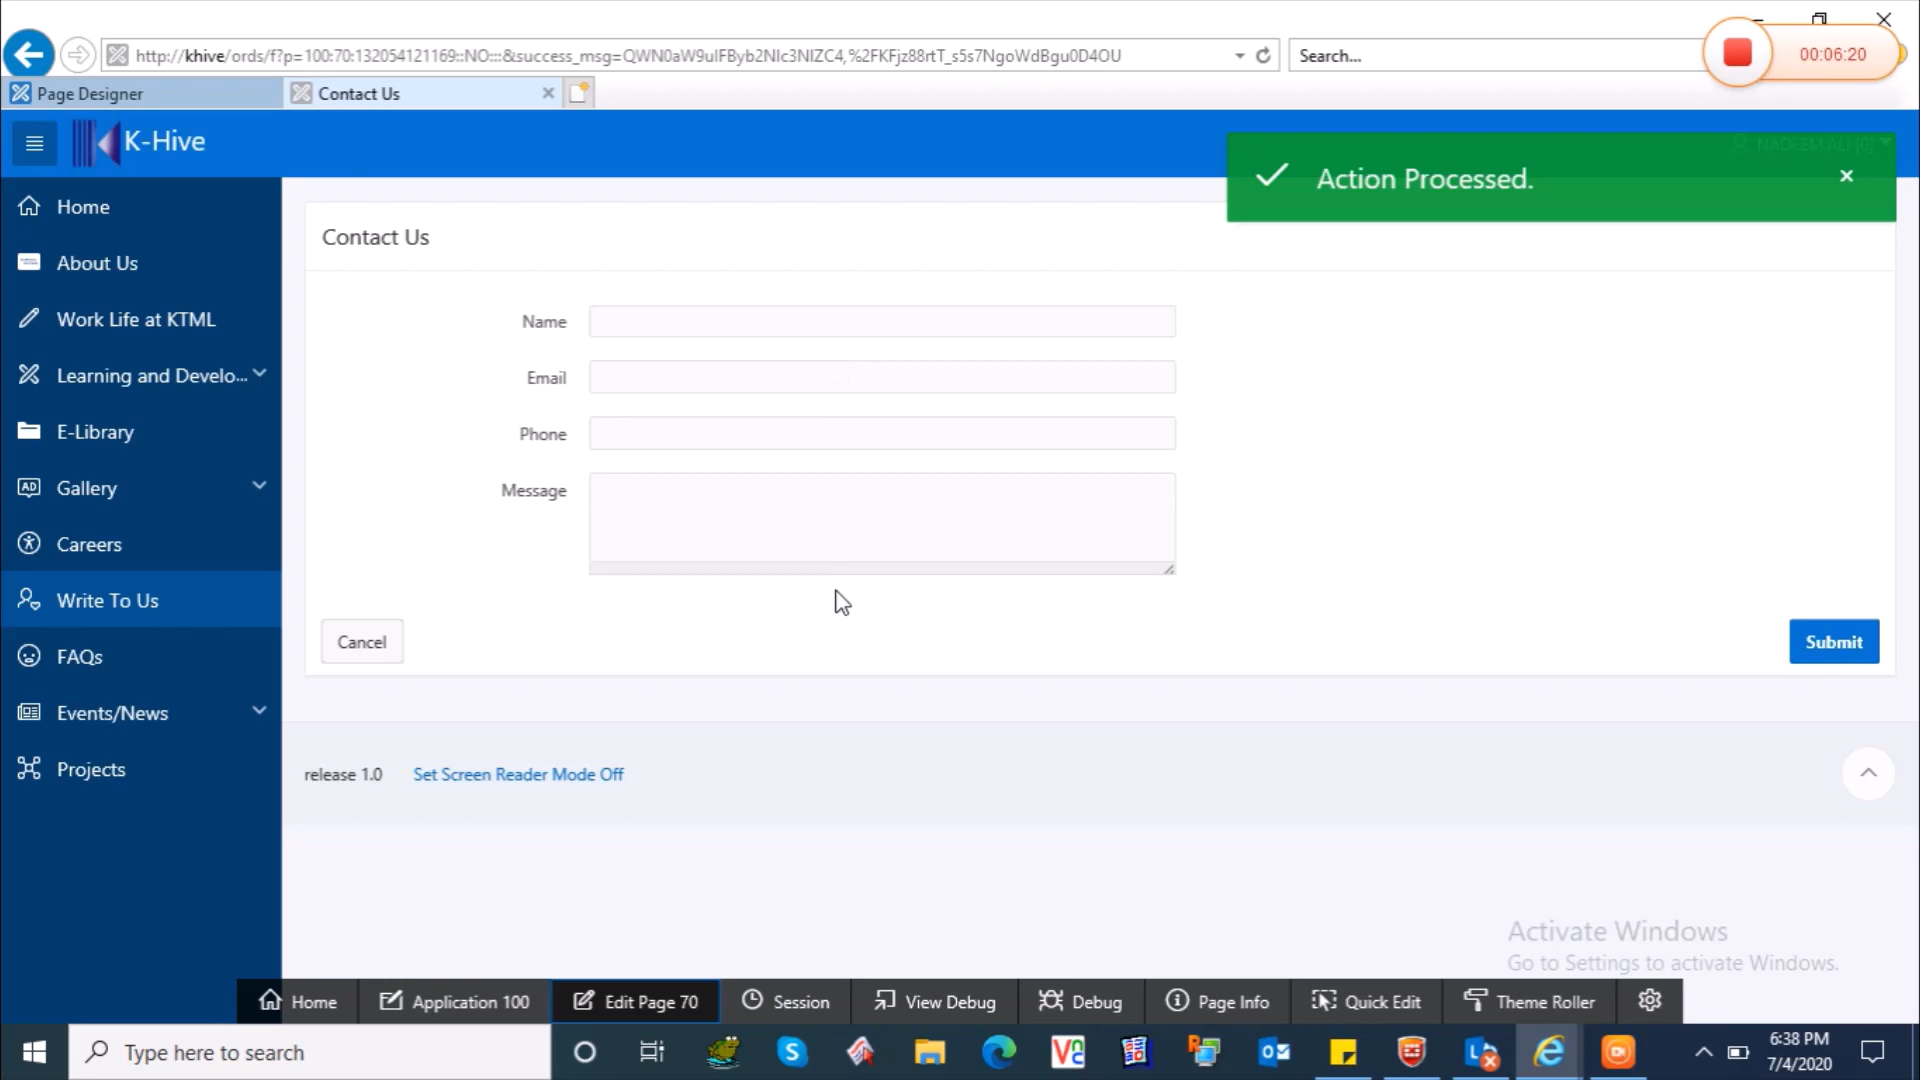 http://khive/ords/f?p=100:70:132054121169::NO:::&success_msg=QWN0aW9uIFByb2Nlc3NlZC4,%2FKFjz88rtT_s5s7NgoWdBgu0D4OU
Search...
00:06:20
Page Designer
Contact Us
K-Hive
NADEEM.ALI [0]
Action Processed.
Home
About Us
Work Life at KTML
Learning and Develo...
E-Library
Gallery
Careers
Write To Us
FAQs
Events/News
Projects
Contact Us
Name
Email
Phone
Message
Cancel
Submit
release 1.0
Set Screen Reader Mode Off
Activate Windows
Go to Settings to activate Windows.
Home
Application 100
Edit Page 70
Session
View Debug
Debug
Page Info
Quick Edit
Theme Roller
Type here to search
6:38 PM
7/4/2020